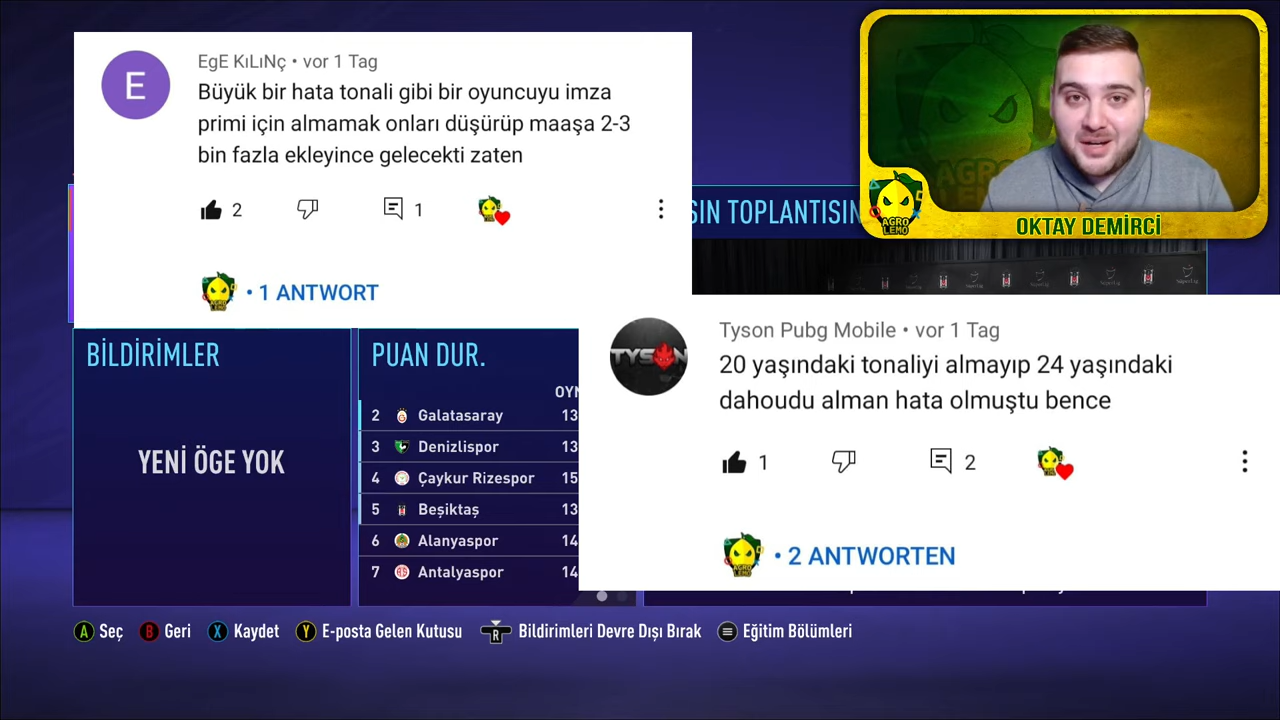 EgE KıLıNç • vor 1 Tag
Büyük bir hata tonali gibi bir oyuncuyu imza
primi için almamak onları düşürüp maaşa 2-3
bin fazla ekleyince gelecekti zaten
2
1
• 1 ANTWORT
SIN TOPLANTISIN
AGRO
LEMO
OKTAY DEMİRCİ
Tyson Pubg Mobile • vor 1 Tag
TYSON
20 yaşındaki tonaliyi almayıp 24 yaşındaki
dahoudu alman hata olmuştu bence
1
2
• 2 ANTWORTEN
BİLDİRİMLER
YENİ ÖGE YOK
PUAN DUR.
OYN
2 Galatasaray 13
3 Denizlispor 13
4 Çaykur Rizespor 15
5 Beşiktaş 13
6 Alanyaspor 14
7 Antalyaspor 14
A Seç B Geri X Kaydet Y E-posta Gelen Kutusu R Bildirimleri Devre Dışı Bırak Eğitim Bölümleri